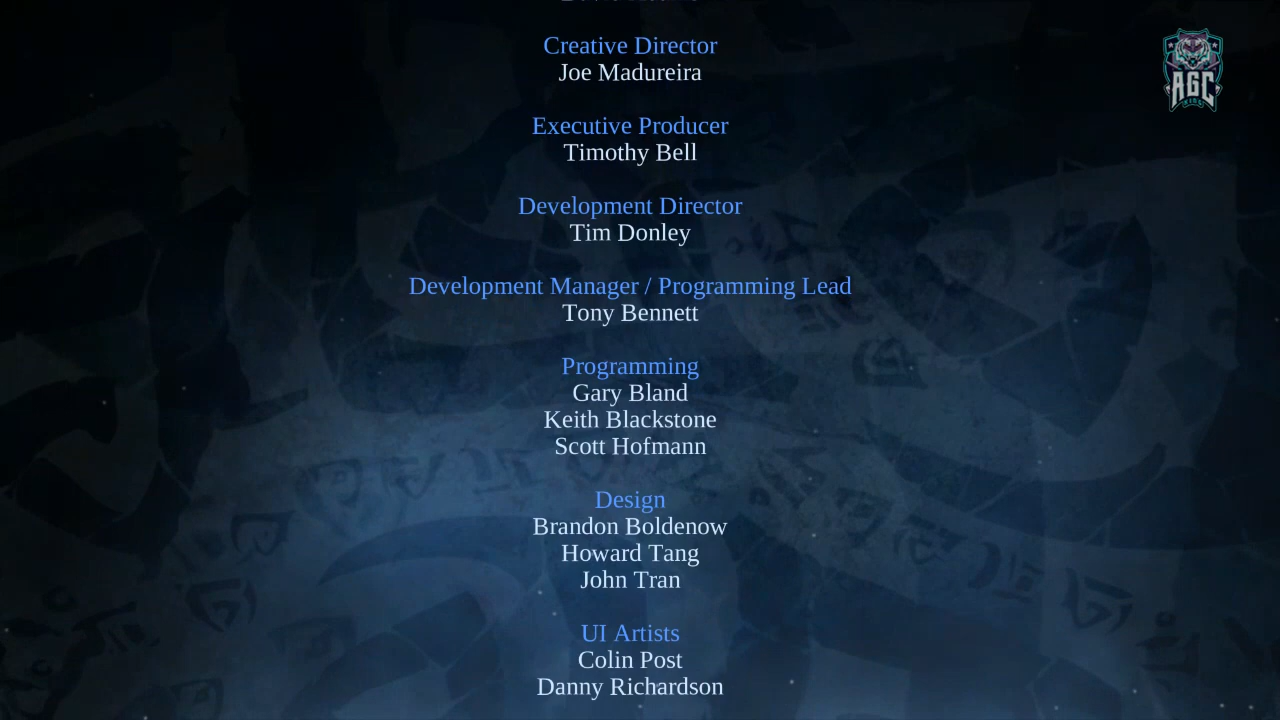 Creative Director
Joe Madureira
Executive Producer
Timothy Bell
Development Director
Tim Donley
Development Manager / Programming Lead
Tony Bennett
Programming
Gary Bland
Keith Blackstone
Scott Hofmann
Design
Brandon Boldenow
Howard Tang
John Tran
UI Artists
Colin Post
Danny Richardson
AGC